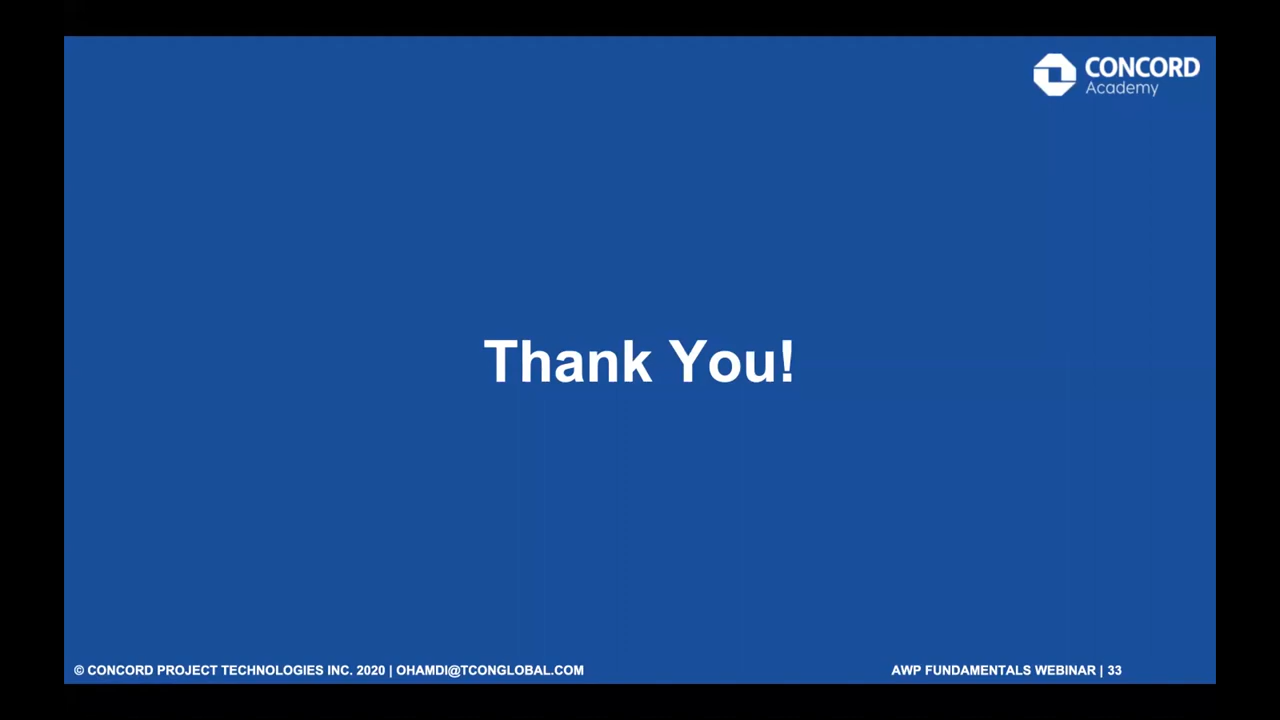 CONCORD
Academy
Thank You!
© CONCORD PROJECT TECHNOLOGIES INC. 2020 | OHAMDI@TCONGLOBAL.COM
AWP FUNDAMENTALS WEBINAR | 33